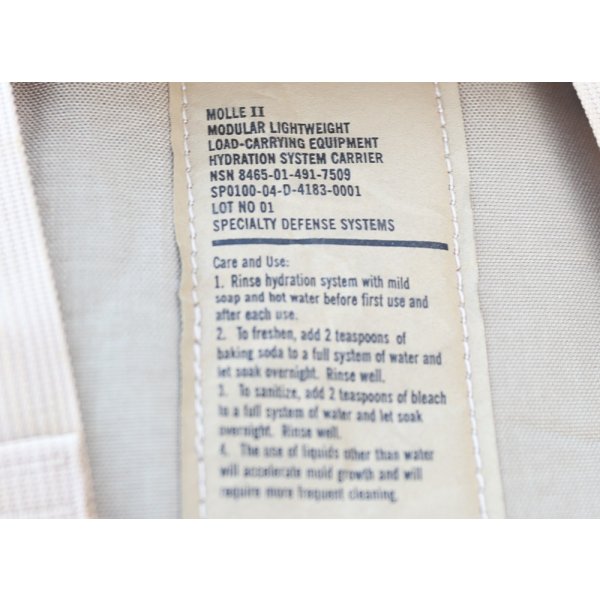 MOLLE II
MODULAR LIGHTWEIGHT
LOAD-CARRYING EQUIPMENT
HYDRATION SYSTEM CARRIER
NSN 8465-01-491-7509
SP0100-04-D-4183-0001
LOT NO 01
SPECIALTY DEFENSE SYSTEMS
Care and Use:
1. Rinse hydration system with mild
soap and hot water before first use and
after each use.
2. To freshen, add 2 teaspoons of
baking soda to a full system of water and
let soak overnight. Rinse well.
3. To sanitize, add 2 teaspoons of bleach
to a full system of water and let soak
overnight. Rinse well.
4. The use of liquids other than water
will accelerate mold growth and will
require more frequent cleaning.